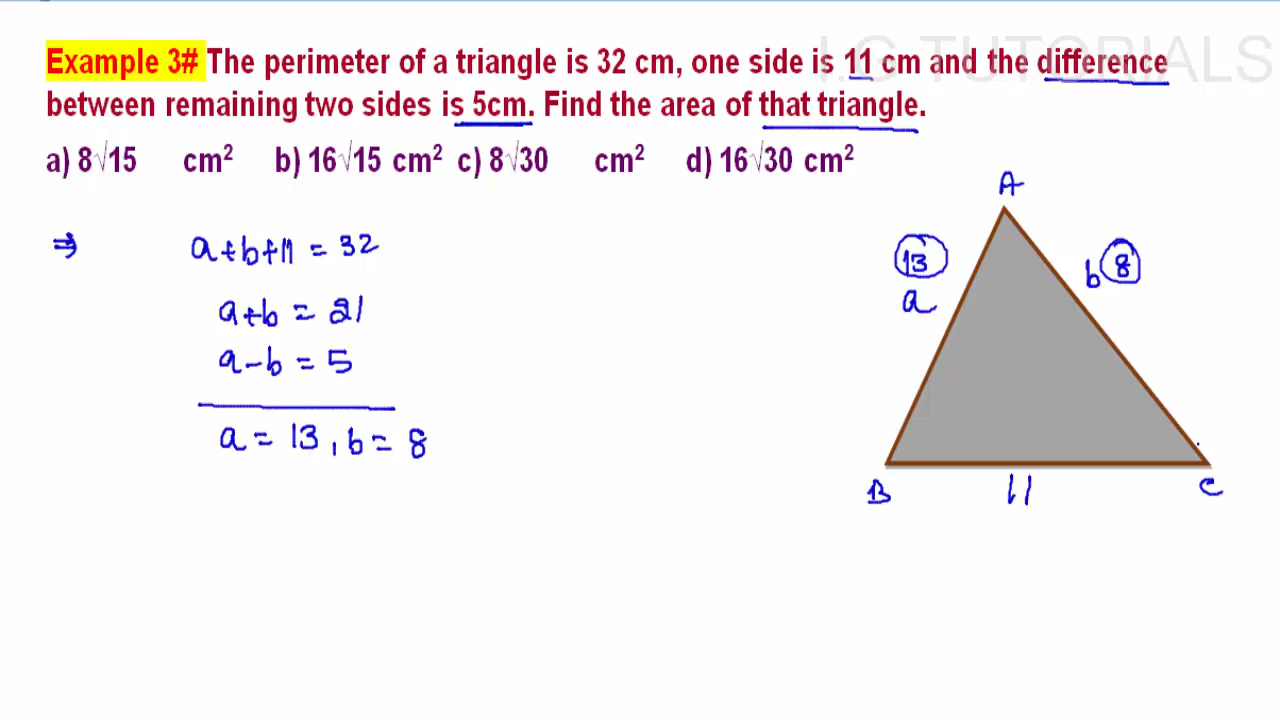 I.G TUTORIALS
Example 3# The perimeter of a triangle is 32 cm, one side is 11 cm and the difference
between remaining two sides is 5cm. Find the area of that triangle.
a) 8√15 cm² b) 16√15 cm² c) 8√30 cm² d) 16√30 cm²
A
⇒ a+b+11 = 32
13
b 8
a
a+b = 21
a-b = 5
a = 13, b = 8
B 11 C